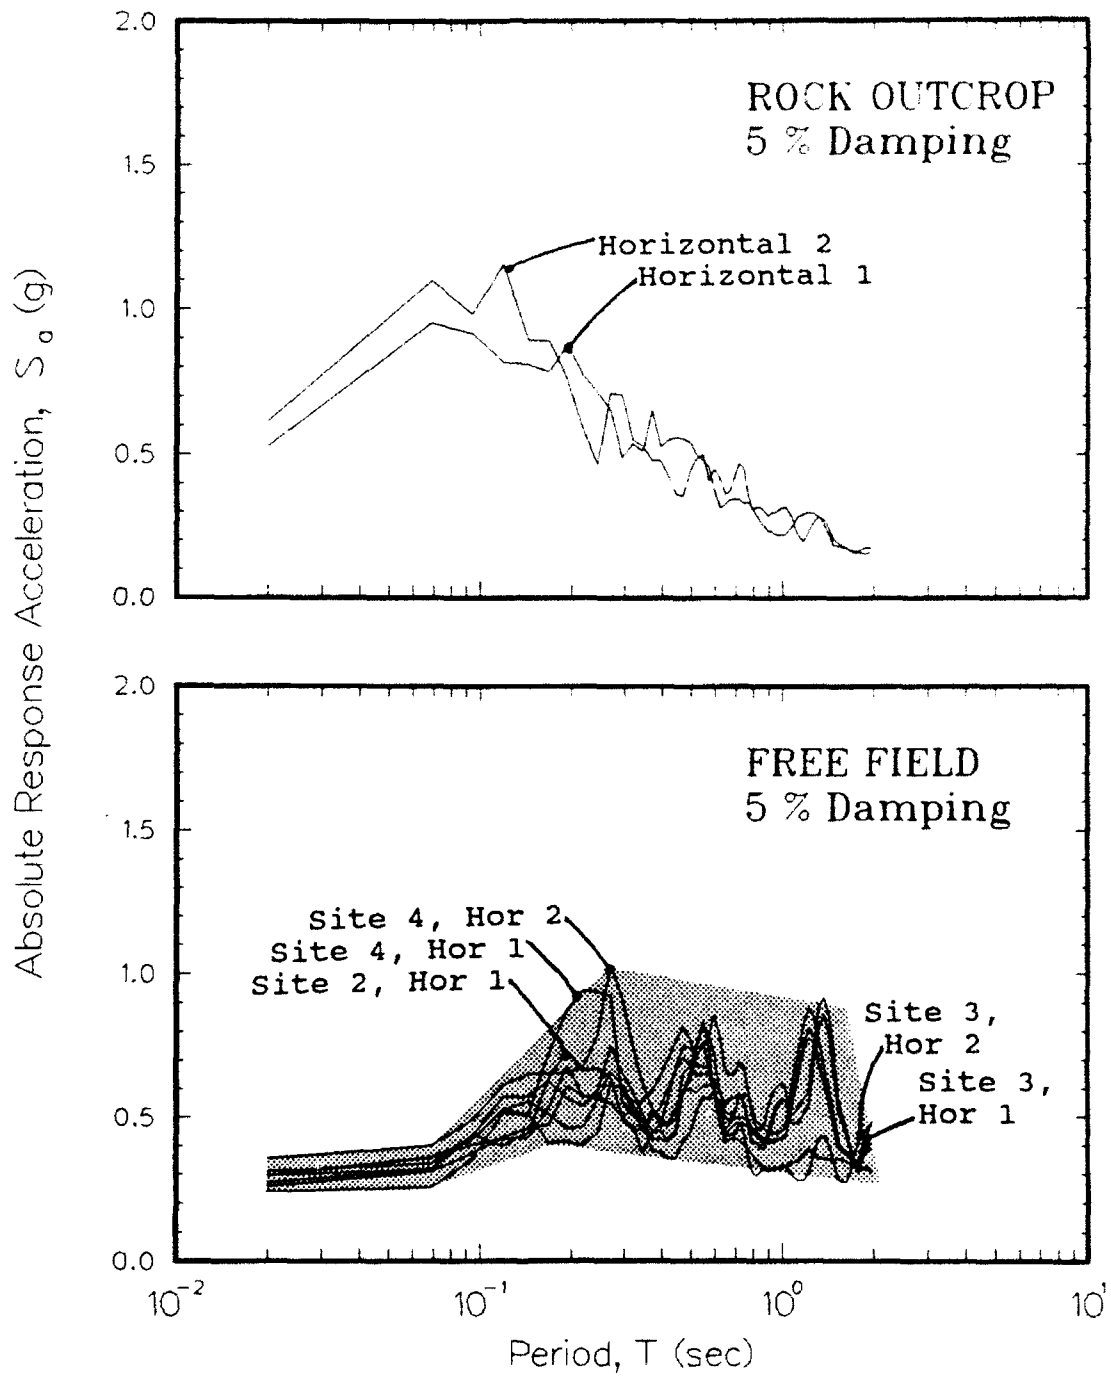 Absolute Response Acceleration, S a (g)
2.0
1.5
1.0
0.5
0.0
ROCK OUTCROP
5 % Damping
Horizontal 2
Horizontal 1
2.0
1.5
1.0
0.5
0.0
FREE FIELD
5 % Damping
Site 4, Hor 2
Site 4, Hor 1
Site 2, Hor 1
Site 3,
Hor 2
Site 3,
Hor 1
10⁻² 10⁻¹ 10⁰ 10¹
Period, T (sec)